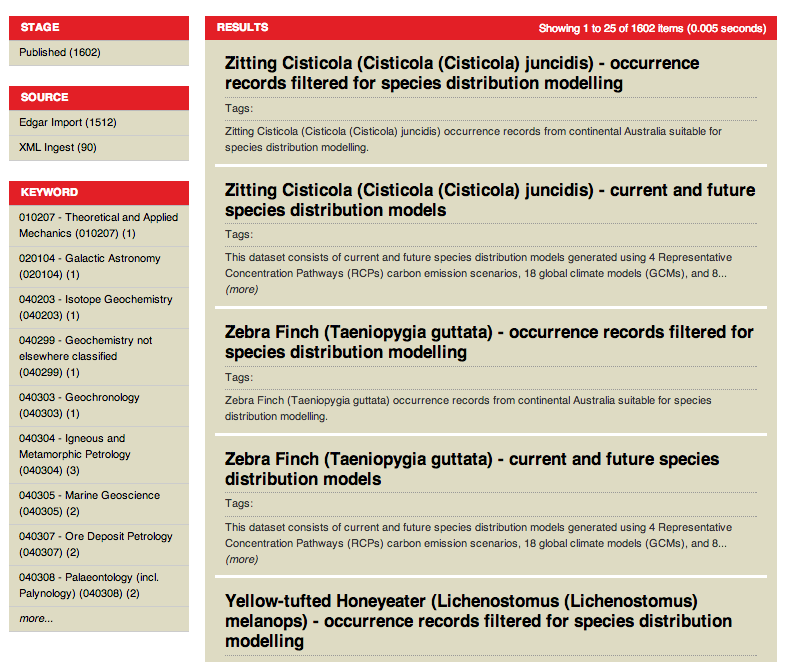 STAGE
Published (1602)
SOURCE
Edgar Import (1512)
XML Ingest (90)
KEYWORD
010207 - Theoretical and Applied
Mechanics (010207) (1)
020104 - Galactic Astronomy
(020104) (1)
040203 - Isotope Geochemistry
(040203) (1)
040299 - Geochemistry not
elsewhere classified
(040299) (1)
040303 - Geochronology
(040303) (1)
040304 - Igneous and
Metamorphic Petrology
(040304) (3)
040305 - Marine Geoscience
(040305) (2)
040307 - Ore Deposit Petrology
(040307) (2)
040308 - Palaeontology (incl.
Palynology) (040308) (2)
more...
RESULTS
Showing 1 to 25 of 1602 items (0.005 seconds)
Zitting Cisticola (Cisticola (Cisticola) juncidis) - occurrence
records filtered for species distribution modelling
Tags:
Zitting Cisticola (Cisticola (Cisticola) juncidis) occurrence records from continental Australia suitable for
species distribution modelling.
Zitting Cisticola (Cisticola (Cisticola) juncidis) - current and future
species distribution models
Tags:
This dataset consists of current and future species distribution models generated using 4 Representative
Concentration Pathways (RCPs) carbon emission scenarios, 18 global climate models (GCMs), and 8...
(more)
Zebra Finch (Taeniopygia guttata) - occurrence records filtered for
species distribution modelling
Tags:
Zebra Finch (Taeniopygia guttata) occurrence records from continental Australia suitable for species
distribution modelling.
Zebra Finch (Taeniopygia guttata) - current and future species
distribution models
Tags:
This dataset consists of current and future species distribution models generated using 4 Representative
Concentration Pathways (RCPs) carbon emission scenarios, 18 global climate models (GCMs), and 8...
(more)
Yellow-tufted Honeyeater (Lichenostomus (Lichenostomus)
melanops) - occurrence records filtered for species distribution
modelling